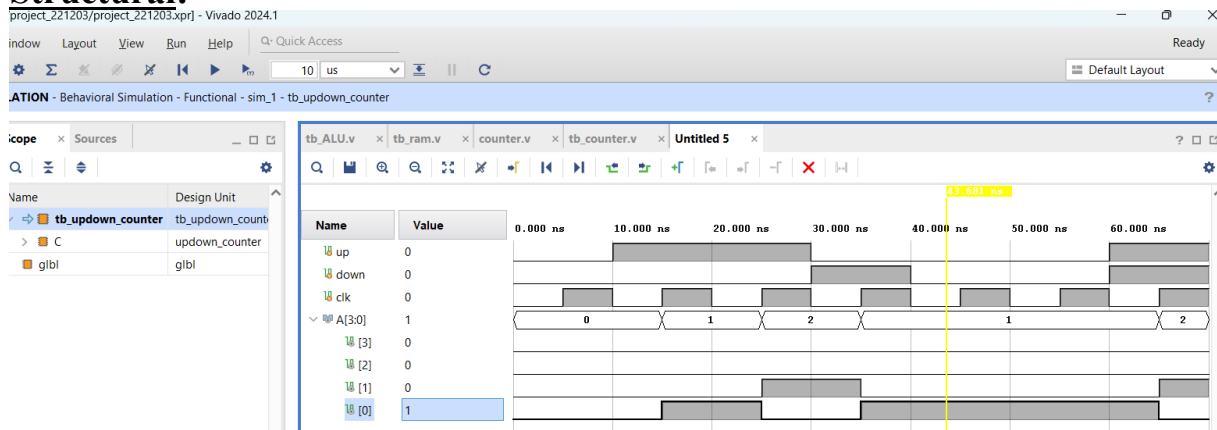 Structural:
project_221203/project_221203.xpr] - Vivado 2024.1
indow Layout View Run Help Q- Quick Access Ready
10 us Default Layout
LATION - Behavioral Simulation - Functional - sim_1 - tb_updown_counter ?
Scope × Sources
Name Design Unit
tb_updown_counter tb_updown_count
C updown_counter
glbl glbl
tb_ALU.v × tb_ram.v × counter.v × tb_counter.v × Untitled 5 × ?
43.681 ns
Name Value 0.000 ns 10.000 ns 20.000 ns 30.000 ns 40.000 ns 50.000 ns 60.000 ns
up 0
down 0
clk 0
A[3:0] 1 0 1 2 1 2
[3] 0
[2] 0
[1] 0
[0] 1